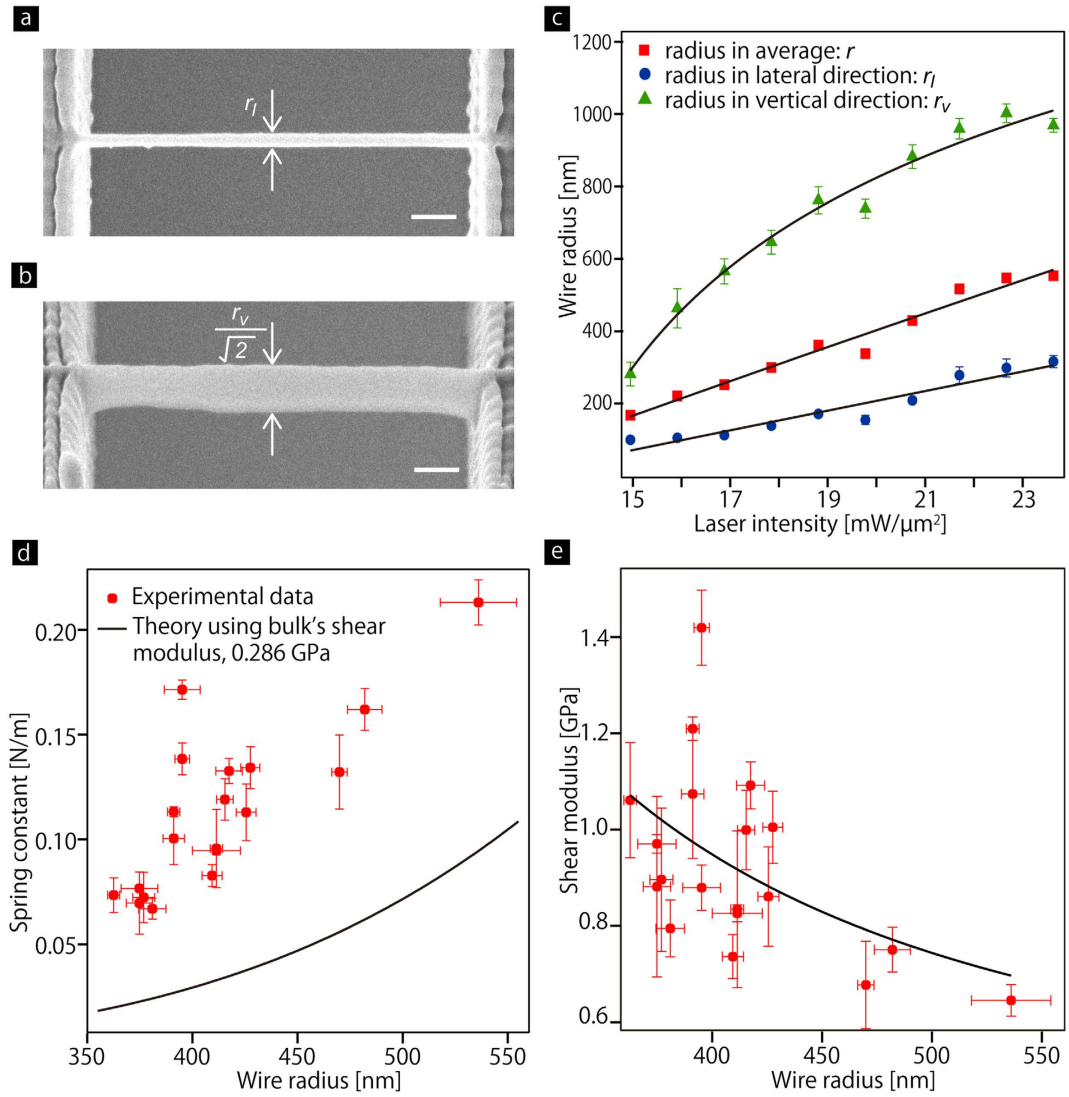 a
r_l
b
r_v
√2
c
radius in average: r
radius in lateral direction: r_l
radius in vertical direction: r_v
Wire radius [nm]
1200
1000
800
600
400
200
15 17 19 21 23
Laser intensity [mW/μm²]
d
Experimental data
Theory using bulk's shear
modulus, 0.286 GPa
Spring constant [N/m]
0.20
0.15
0.10
0.05
350 400 450 500 550
Wire radius [nm]
e
Shear modulus [GPa]
1.4
1.2
1.0
0.8
0.6
400 450 500 550
Wire radius [nm]